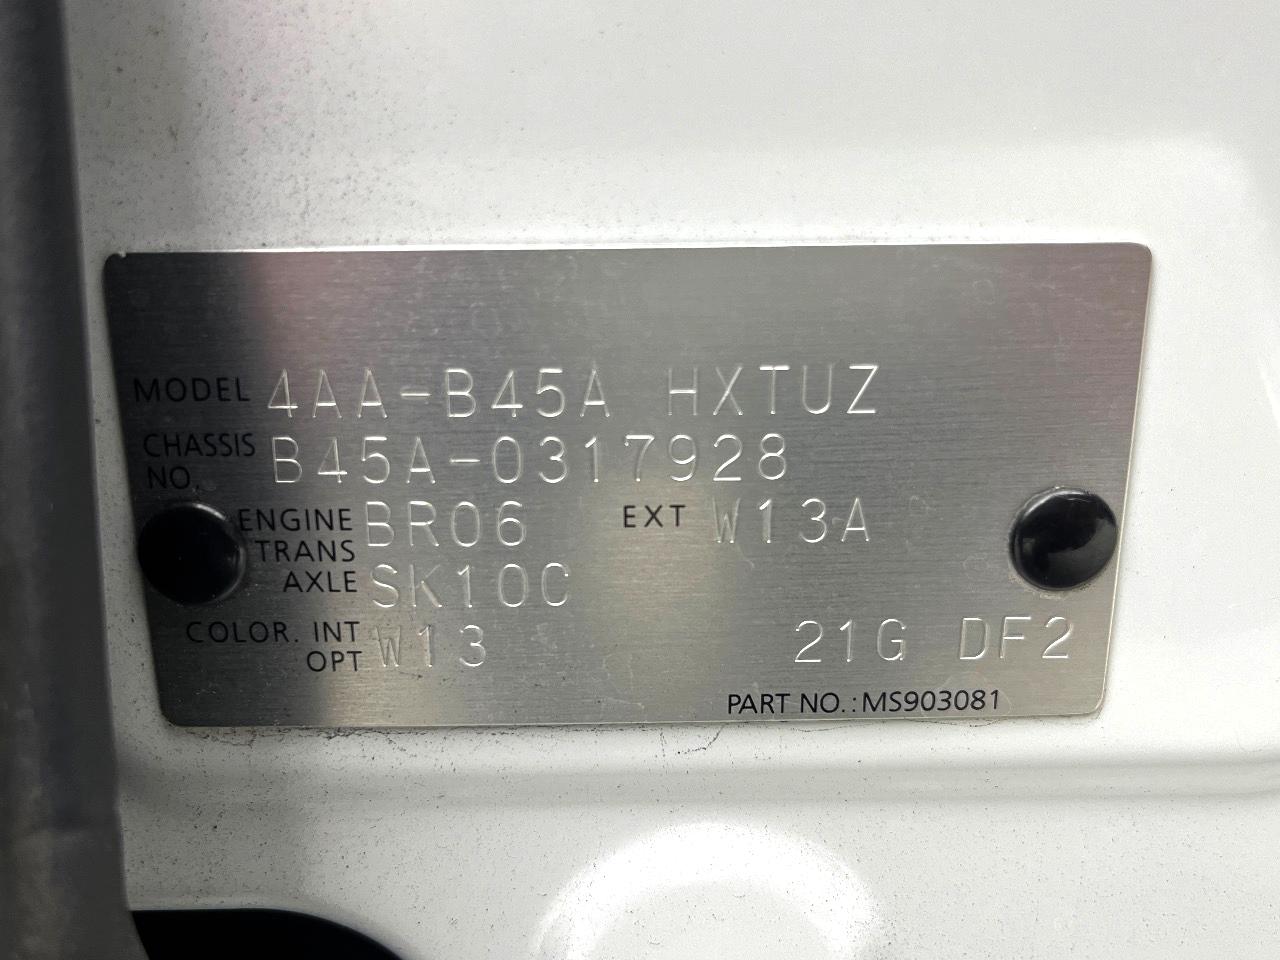 MODEL 4AA-B45A HXTUZ
CHASSIS NO. B45A-0317928
ENGINE BR06 EXT W13A
TRANS AXLE SK10C
COLOR. INT OPT W13 21G DF2
PART NO.: MS903081